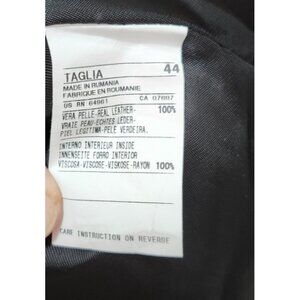 TAGLIA 44
MADE IN RUMANIA
FABRIQUE EN ROUMANIE
US RN 64961 CA 07097
VERA PELLE-REAL LEATHER- 100%
VRAIE PEAU-ECHTES LEDER-
PIEL LEGITIMA-PELE VERDEIRA.
INTERNO INTERIEUR INSIDE
INNENSEITE FORRO INTERIOR
VISCOSA-VISCOSE-VISKOSE-RAYON 100%
CARE INSTRUCTION ON REVERSE